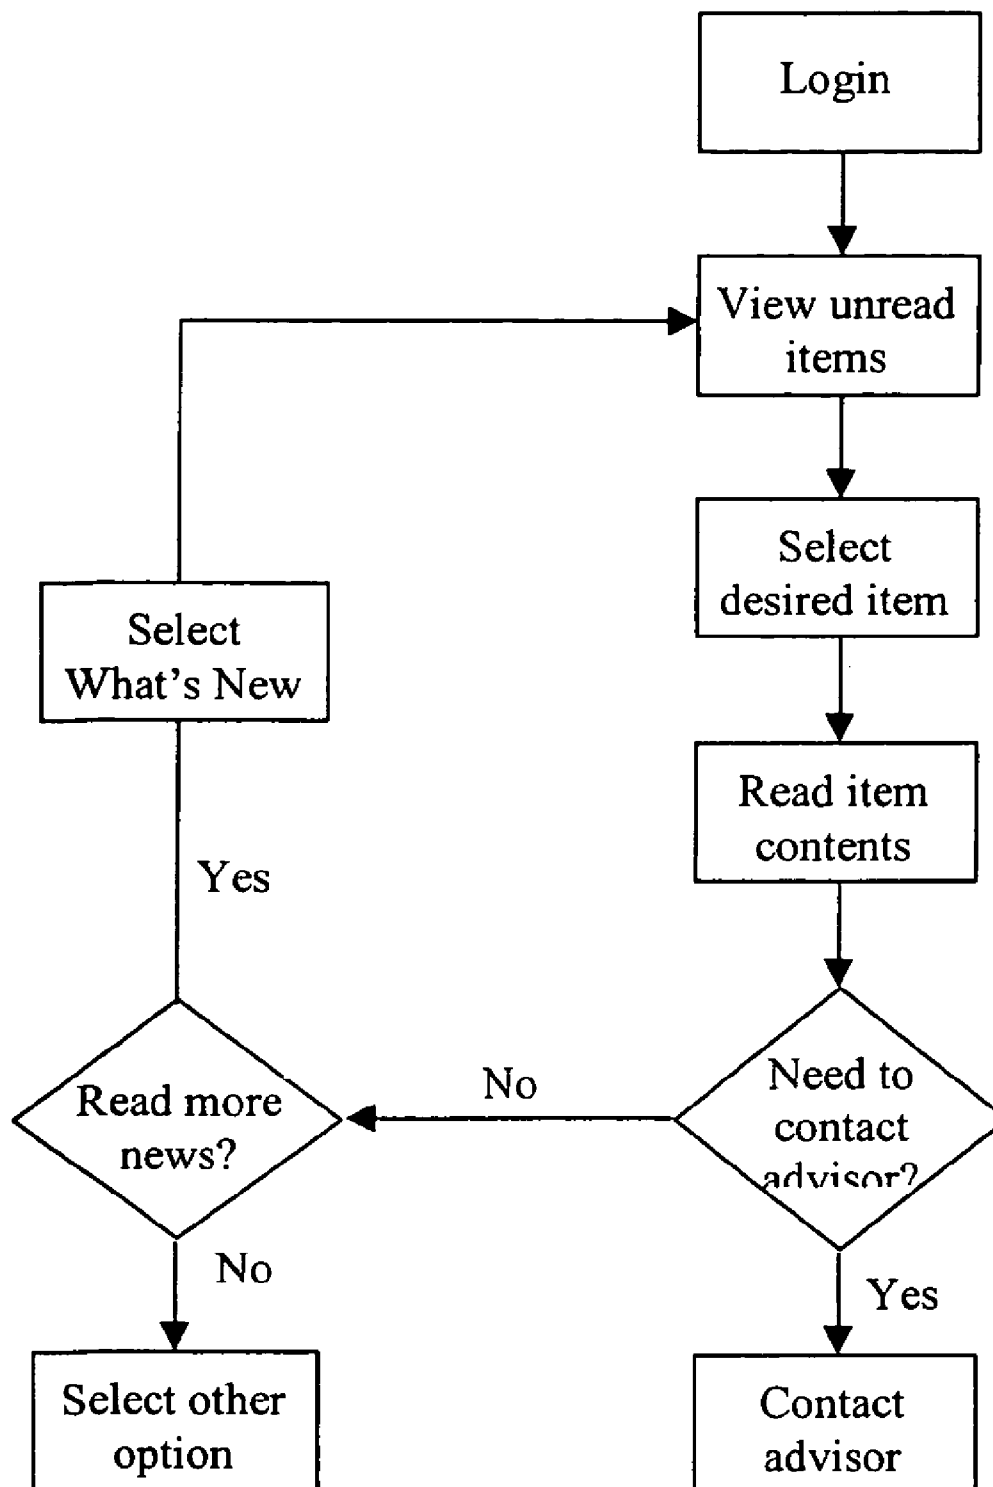 Login
View unread
items
Select
desired item
Select
What's New
Read item
contents
Yes
Need to
contact
advisor?
No
Read more
news?
No
Yes
Select other
option
Contact
advisor